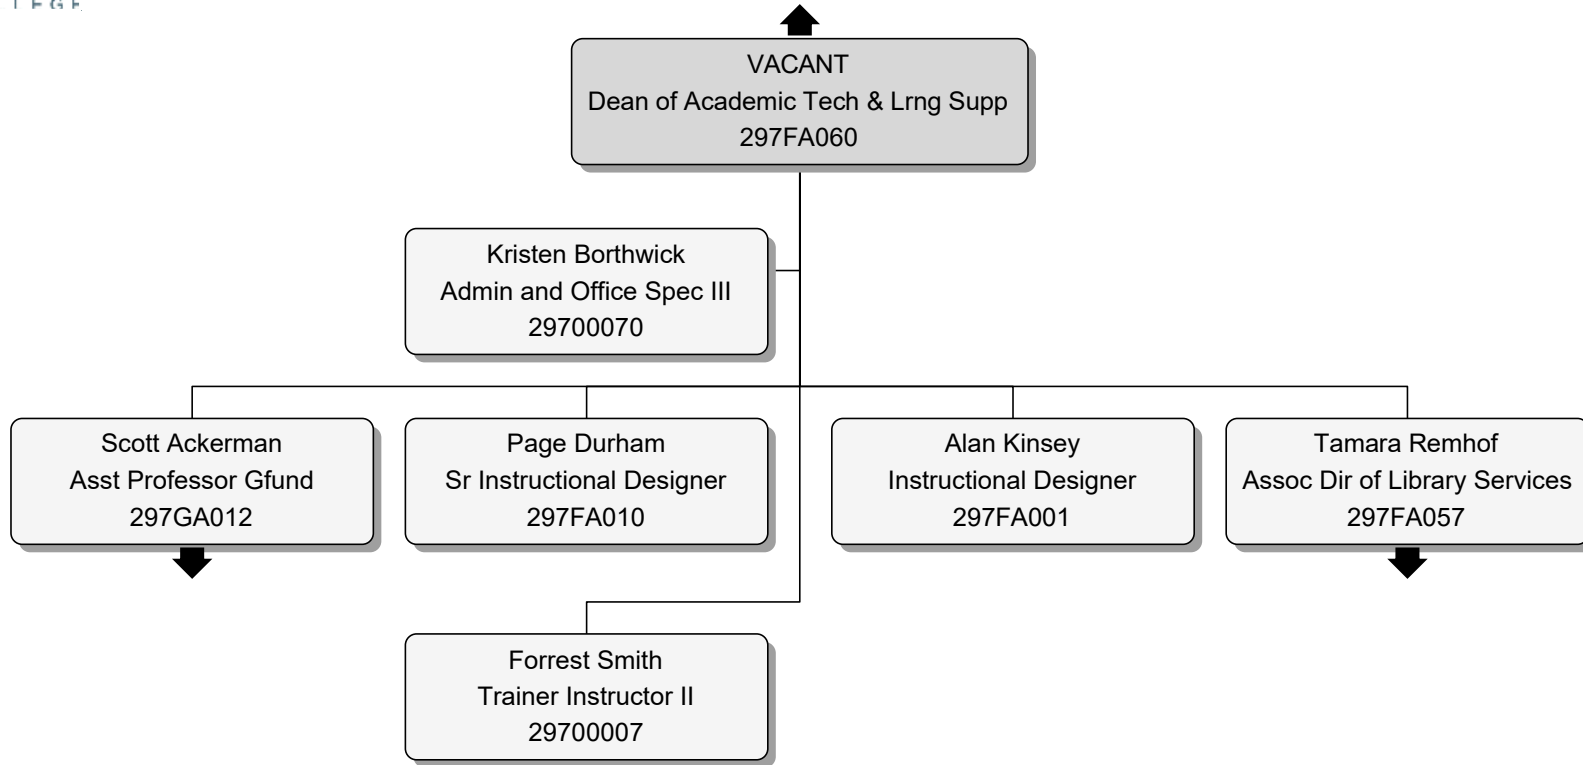 VACANT
Dean of Academic Tech & Lrng Supp
297FA060
Kristen Borthwick
Admin and Office Spec III
29700070
Scott Ackerman
Asst Professor Gfund
297GA012
Page Durham
Sr Instructional Designer
297FA010
Alan Kinsey
Instructional Designer
297FA001
Tamara Remhof
Assoc Dir of Library Services
297FA057
Forrest Smith
Trainer Instructor II
29700007